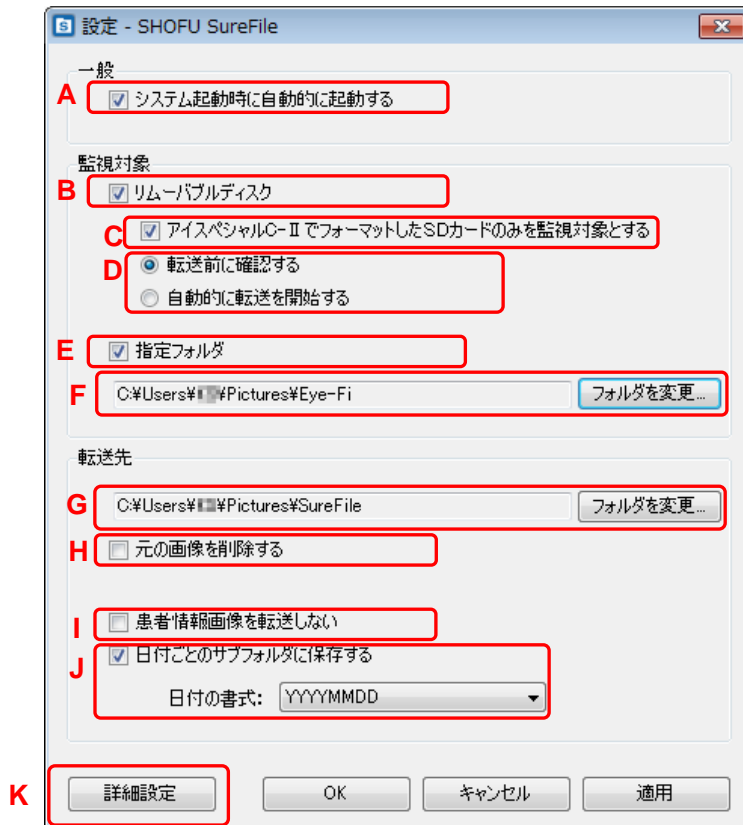 S 設定 - SHOFU SureFile
一般
A システム起動時に自動的に起動する
監視対象
B リムーバブルディスク
C アイスペシャルC-ⅡでフォーマットしたSDカードのみを監視対象とする
D 転送前に確認する
自動的に転送を開始する
E 指定フォルダ
F C:¥Users¥ ¥Pictures¥Eye-Fi フォルダを変更...
転送先
G C:¥Users¥ ¥Pictures¥SureFile フォルダを変更...
H 元の画像を削除する
I 患者情報画像を転送しない
J 日付ごとのサブフォルダに保存する
日付の書式: YYYYMMDD
K 詳細設定 OK キャンセル 適用